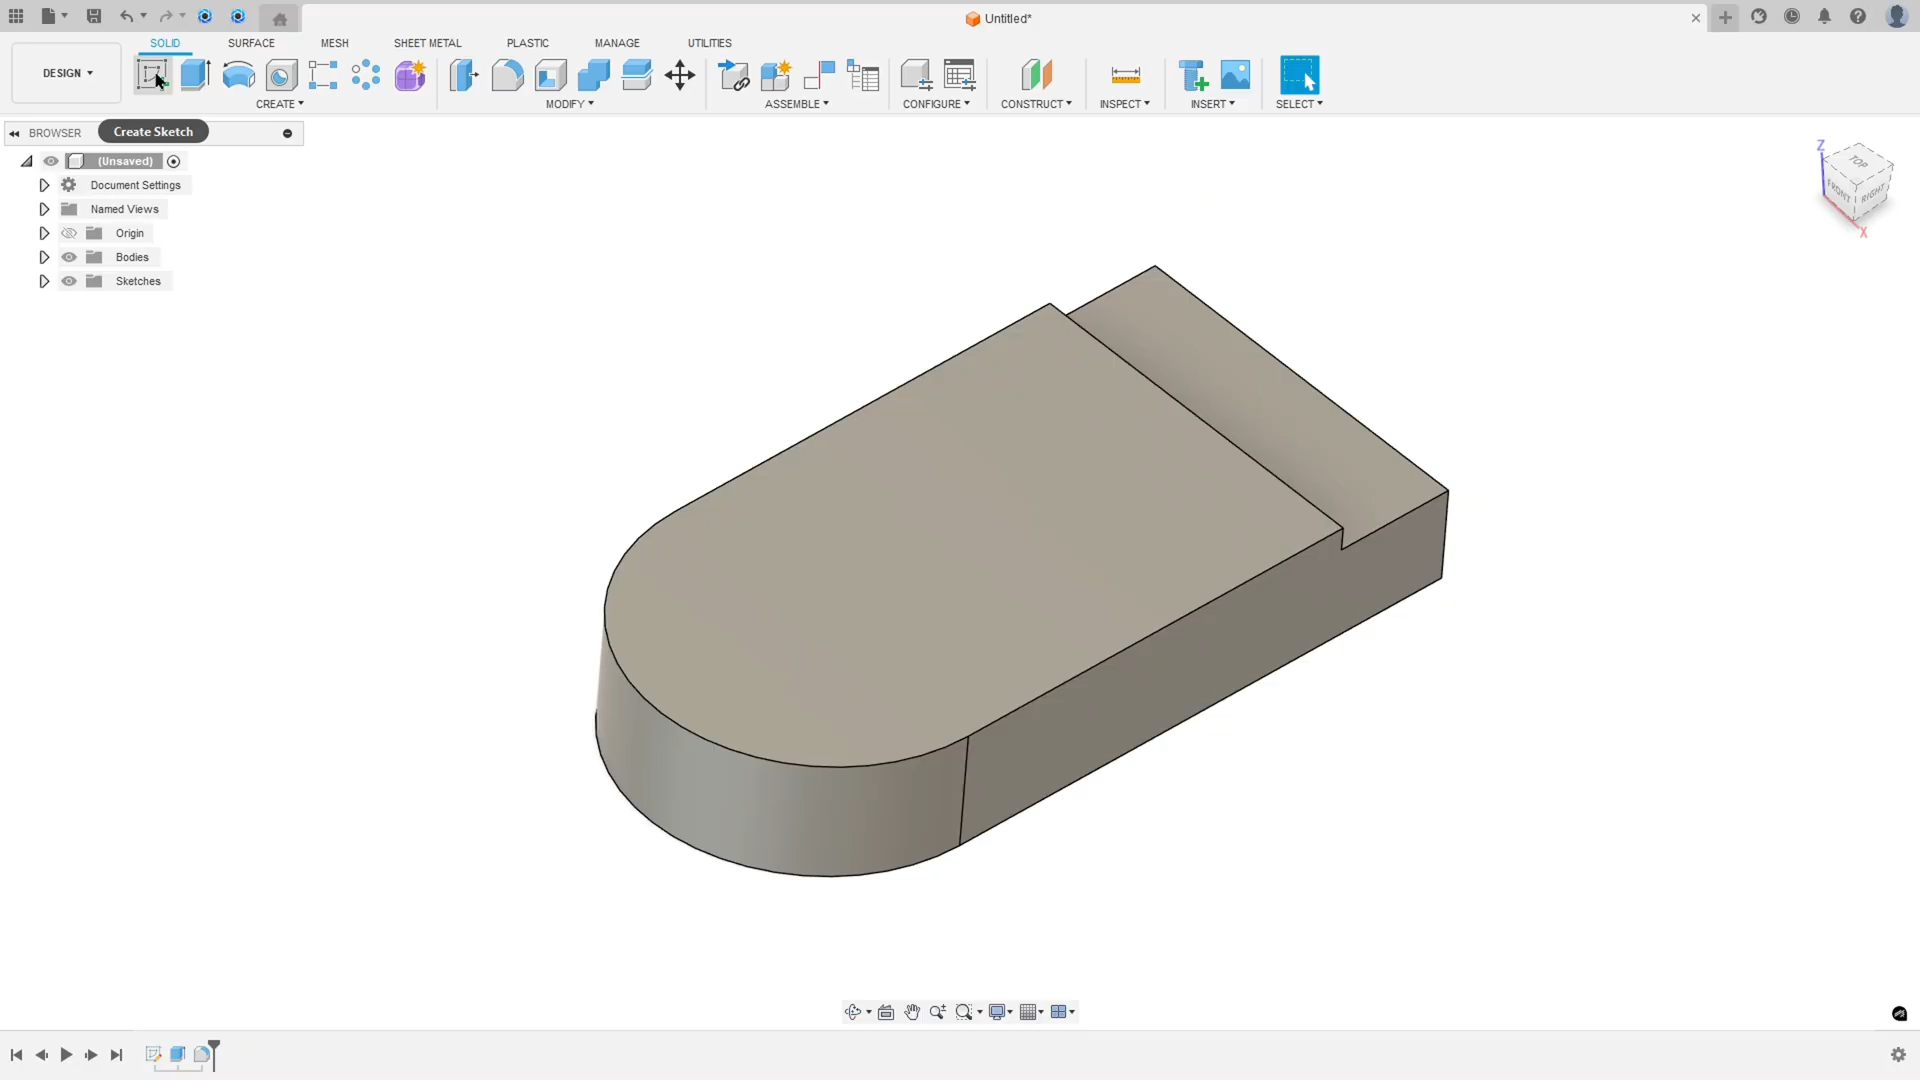 Untitled*
SOLID SURFACE MESH SHEET METAL PLASTIC MANAGE UTILITIES
DESIGN
CREATE MODIFY ASSEMBLE CONFIGURE CONSTRUCT INSPECT INSERT SELECT
BROWSER
Create Sketch
(Unsaved)
Document Settings
Named Views
Origin
Bodies
Sketches
Z
TOP
FRONT
RIGHT
X